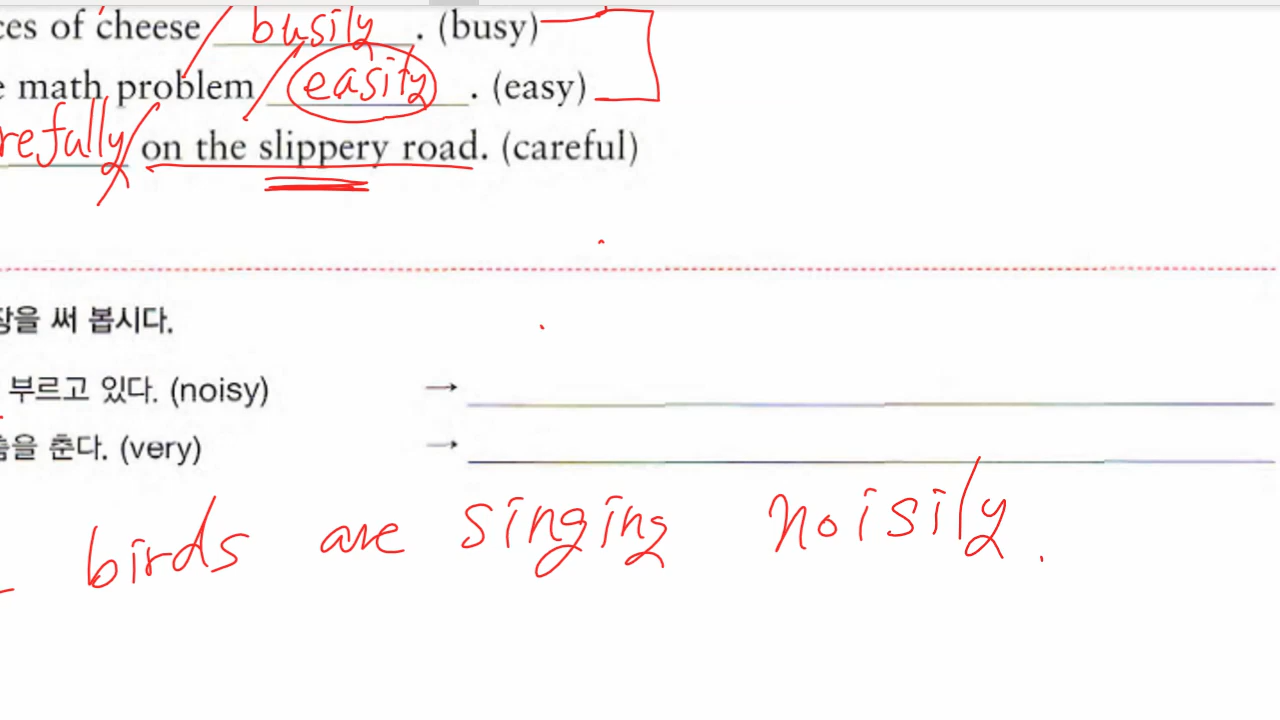 ces of cheese busily. (busy)
e math problem easily. (easy)
refully on the slippery road. (careful)
장을 써 봅시다.
부르고 있다. (noisy) →
춤을 춘다. (very) →
birds are singing noisily.